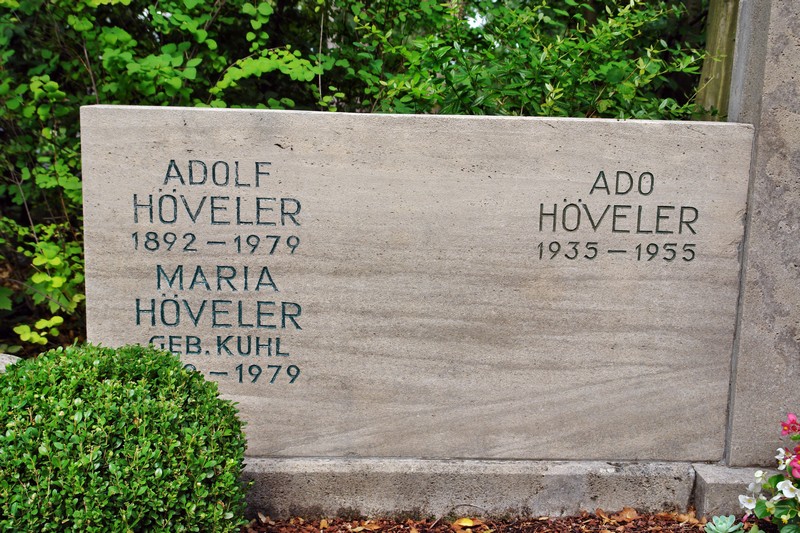 ADOLF
HÖVELER
1892–1979
MARIA
HÖVELER
GEB. KUHL
–1979
ADO
HÖVELER
1935–1955